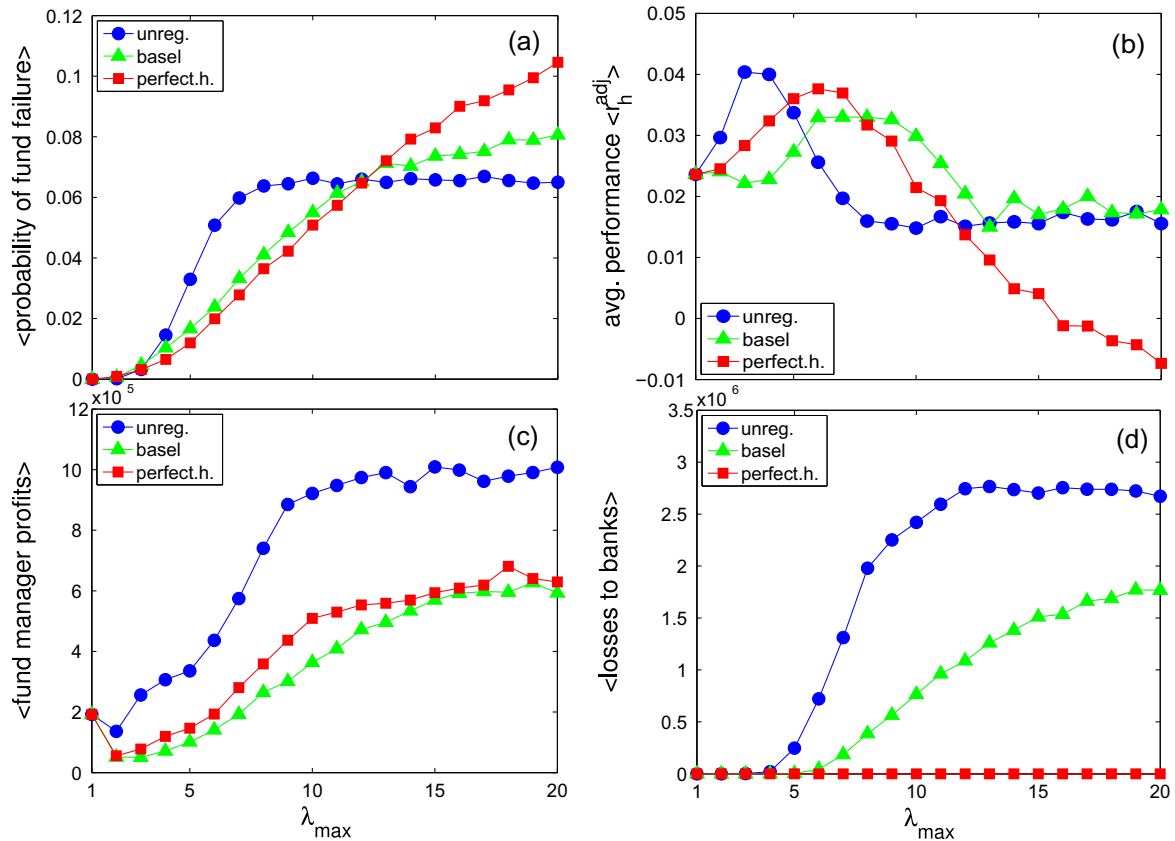 0.12
0.1
0.08
0.06
0.04
0.02
0
<probability of fund failure>
unreg.
basel
perfect.h.
(a)
0.05
0.04
0.03
0.02
0.01
0
−0.01
avg. performance <r_h^adj>
unreg.
basel
perfect.h.
(b)
x 10^5
12
10
8
6
4
2
0
<fund manager profits>
unreg.
basel
perfect.h.
(c)
1 5 10 15 20
λ_max
x 10^6
3.5
3
2.5
2
1.5
1
0.5
0
<losses to banks>
unreg.
basel
perfect.h.
(d)
1 5 10 15 20
λ_max